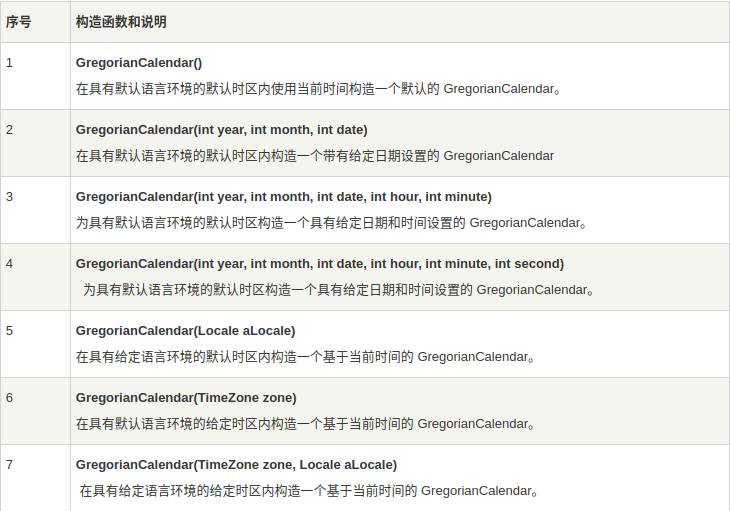 序号 构造函数和说明
1 GregorianCalendar()
在具有默认语言环境的默认时区内使用当前时间构造一个默认的 GregorianCalendar。
2 GregorianCalendar(int year, int month, int date)
在具有默认语言环境的默认时区内构造一个带有给定日期设置的 GregorianCalendar
3 GregorianCalendar(int year, int month, int date, int hour, int minute)
为具有默认语言环境的默认时区构造一个具有给定日期和时间设置的 GregorianCalendar。
4 GregorianCalendar(int year, int month, int date, int hour, int minute, int second)
为具有默认语言环境的默认时区构造一个具有给定日期和时间设置的 GregorianCalendar。
5 GregorianCalendar(Locale aLocale)
在具有给定语言环境的默认时区内构造一个基于当前时间的 GregorianCalendar。
6 GregorianCalendar(TimeZone zone)
在具有默认语言环境的给定时区内构造一个基于当前时间的 GregorianCalendar。
7 GregorianCalendar(TimeZone zone, Locale aLocale)
在具有给定语言环境的给定时区内构造一个基于当前时间的 GregorianCalendar。